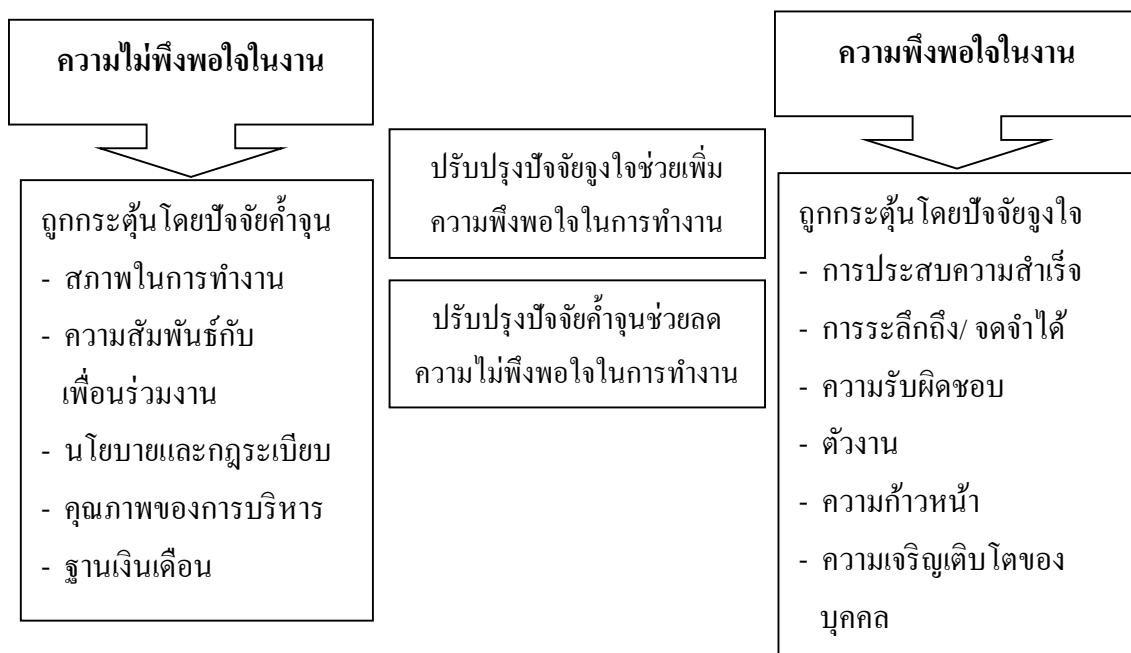 ความไม่พึงพอใจในงาน
ถูกกระตุ้นโดยปัจจัยค้ำจุน
- สภาพในการทำงาน
- ความสัมพันธ์กับ
เพื่อนร่วมงาน
- นโยบายและกฎระเบียบ
- คุณภาพของการบริหาร
- ฐานเงินเดือน
ปรับปรุงปัจจัยจูงใจช่วยเพิ่ม
ความพึงพอใจในการทำงาน
ปรับปรุงปัจจัยค้ำจุนช่วยลด
ความไม่พึงพอใจในการทำงาน
ความพึงพอใจในงาน
ถูกกระตุ้นโดยปัจจัยจูงใจ
- การประสบความสำเร็จ
- การระลึกถึง/ จดจำได้
- ความรับผิดชอบ
- ตัวงาน
- ความก้าวหน้า
- ความเจริญเติบโตของ
บุคคล